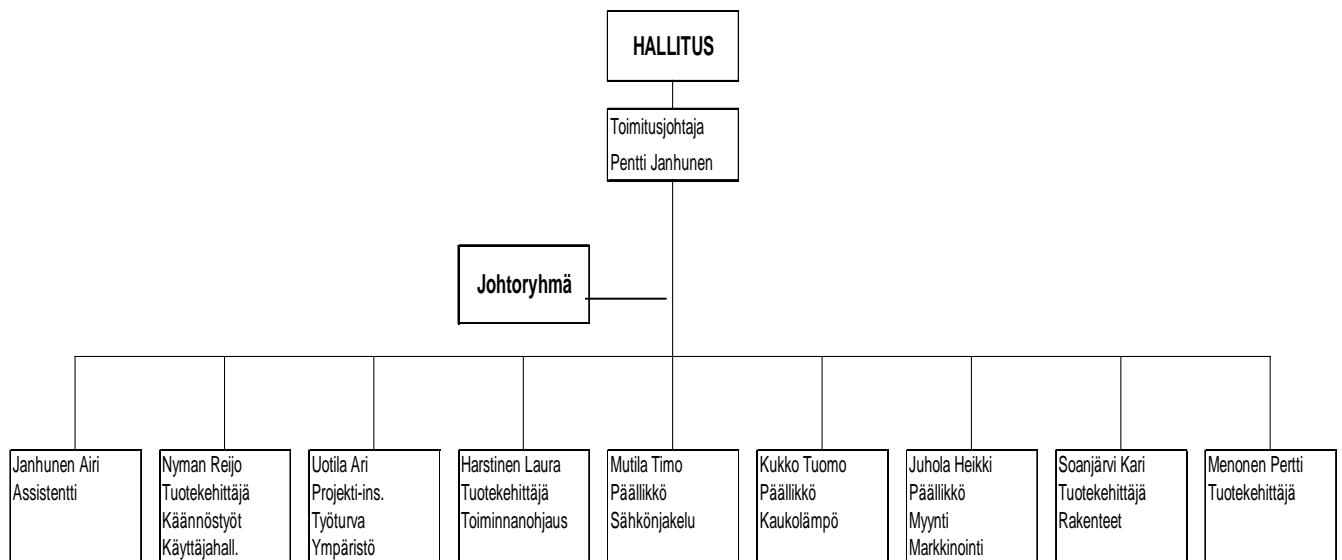 HALLITUS
Toimitusjohtaja
Pentti Janhunen
Johtoryhmä
Janhunen Airi
Assistentti
Nyman Reijo
Tuotekehittäjä
Käännöstyöt
Käyttäjahall.
Uotila Ari
Projekti-ins.
Työturva
Ympäristö
Harstinen Laura
Tuotekehittäjä
Toiminnanohjaus
Mutila Timo
Päällikkö
Sähkönjakelu
Kukko Tuomo
Päällikkö
Kaukolämpö
Juhola Heikki
Päällikkö
Myynti
Markkinointi
Soanjärvi Kari
Tuotekehittäjä
Rakenteet
Menonen Pertti
Tuotekehittäjä